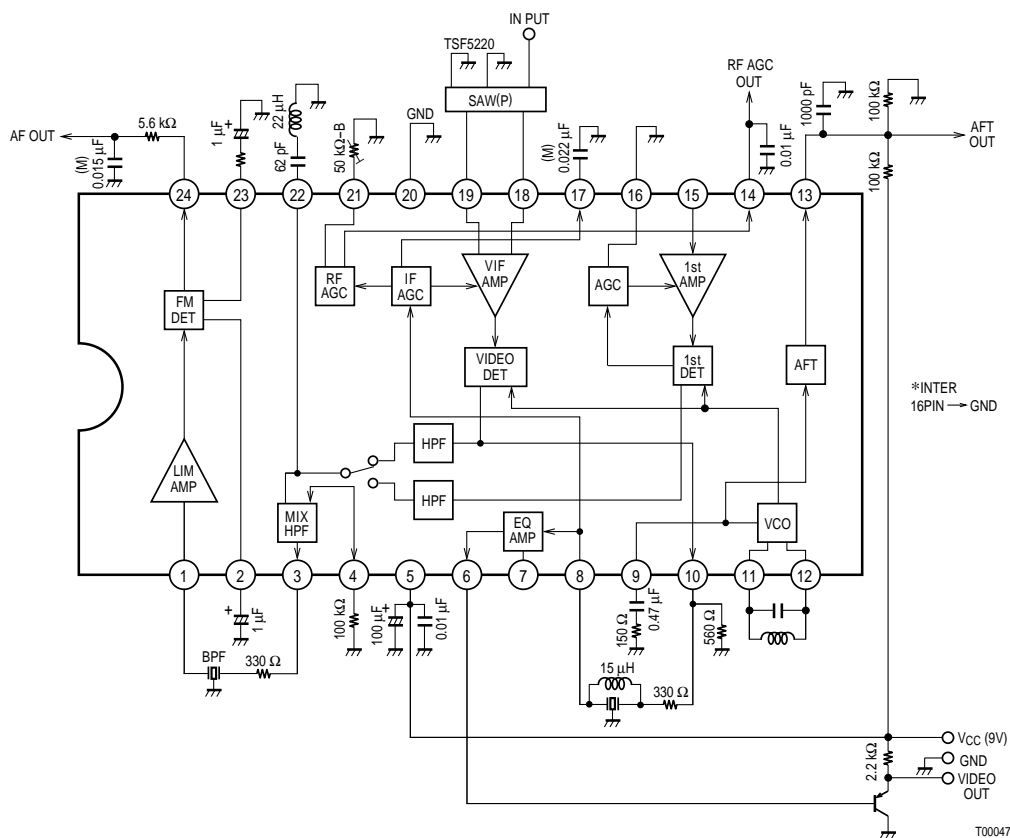 IN PUT
TSF5220
SAW(P)
GND
RF AGC
OUT
1000 pF
100 kΩ
AF OUT
5.6 kΩ
(M)
0.015 µF
1 µF
+
22 µH
62 pF
50 kΩ-B
(M)
0.022 µF
0.01 µF
AFT
OUT
100 kΩ
24
23
22
21
20
19
18
17
16
15
14
13
FM
DET
RF
AGC
IF
AGC
VIF
AMP
AGC
1st
AMP
VIDEO
DET
1st
DET
AFT
*INTER
16PIN → GND
LIM
AMP
HPF
HPF
MIX
HPF
EQ
AMP
VCO
1
2
3
4
5
6
7
8
9
10
11
12
+
1 µF
100 kΩ
100 µF
+
0.01 µF
150 Ω
0.47 µF
560 Ω
BPF
330 Ω
15 µH
330 Ω
VCC (9V)
GND
2.2 kΩ
VIDEO
OUT
T00047